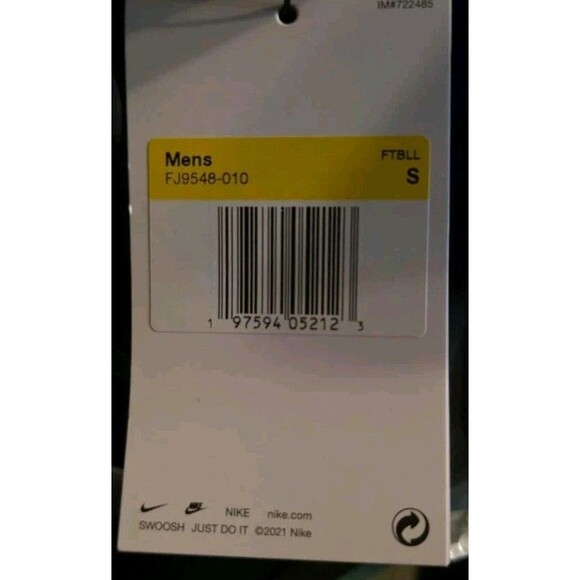 IM#722485
Mens FTBLL
FJ9548-010 S
1 97594 05212 3
NIKE nike.com
SWOOSH JUST DO IT ©2021 Nike